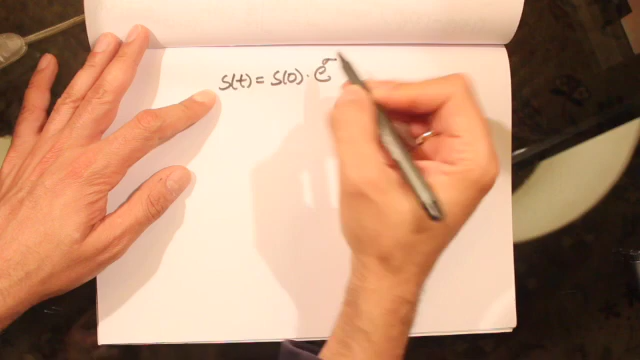 S(t) = S(0) · e^σ